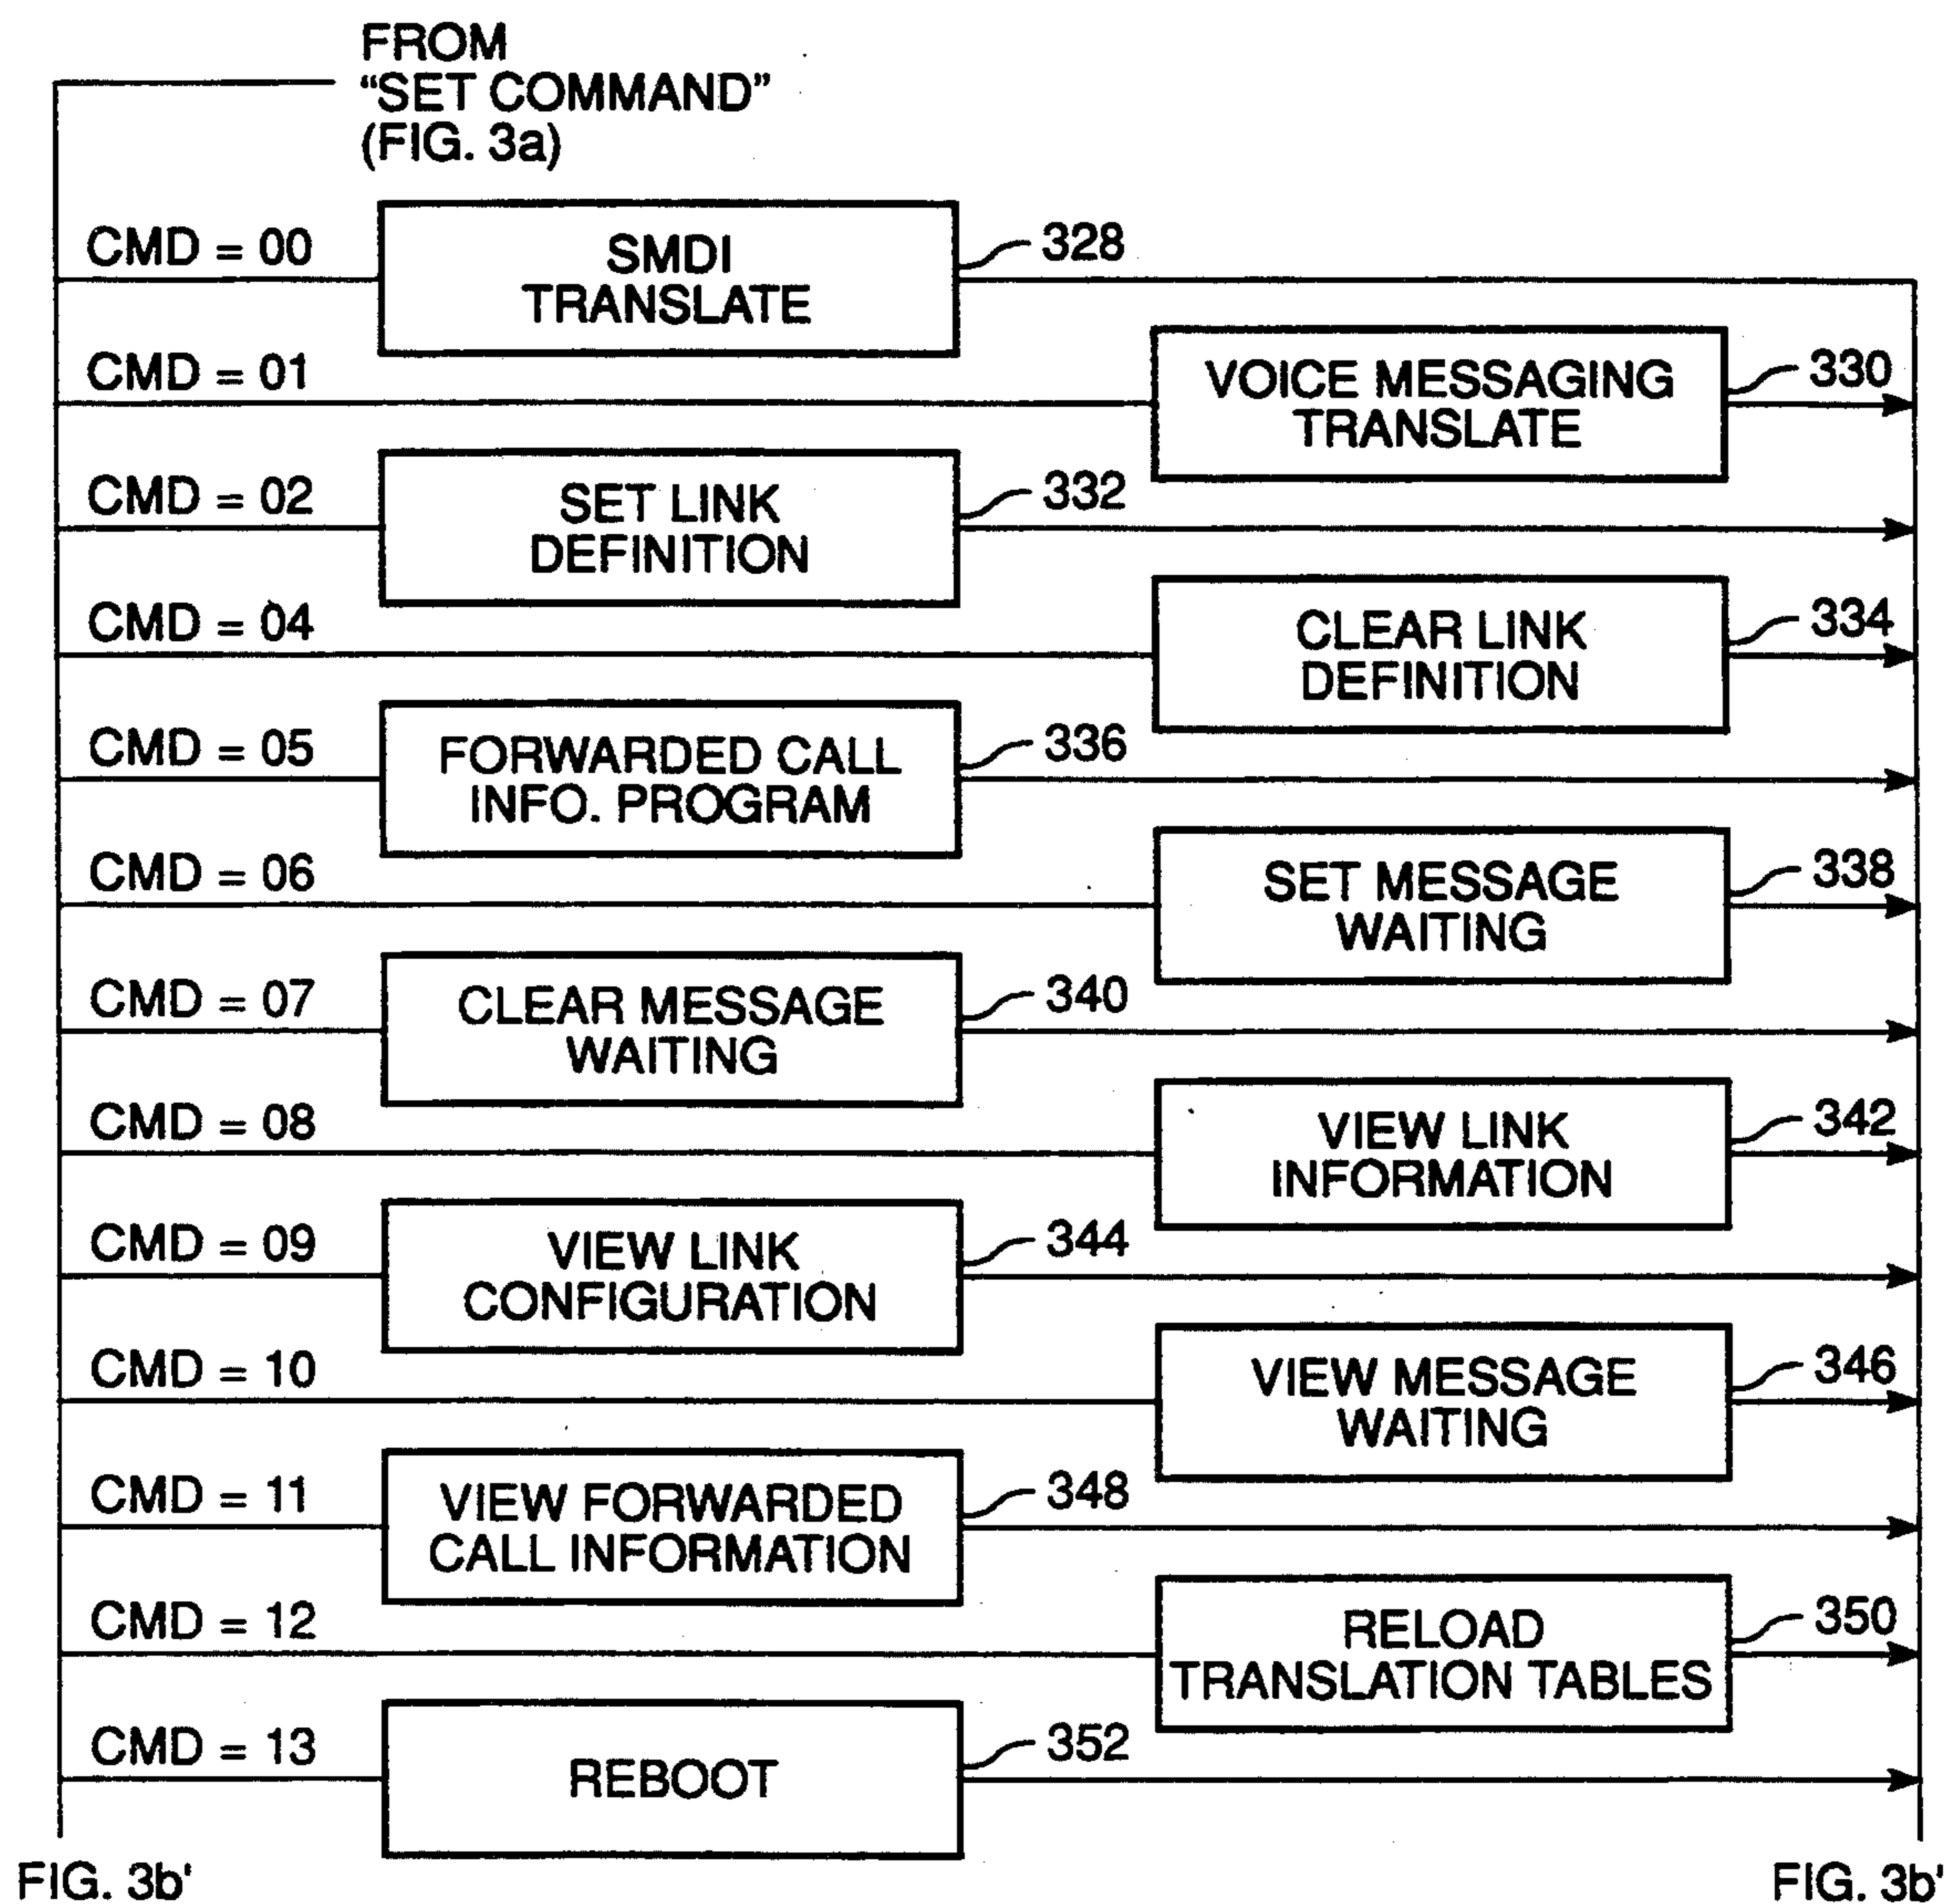 FROM
“SET COMMAND”
(FIG. 3a)
CMD = 00
SMDI
TRANSLATE
328
CMD = 01
VOICE MESSAGING
TRANSLATE
330
CMD = 02
SET LINK
DEFINITION
332
CMD = 04
CLEAR LINK
DEFINITION
334
CMD = 05
FORWARDED CALL
INFO. PROGRAM
336
CMD = 06
SET MESSAGE
WAITING
338
CMD = 07
CLEAR MESSAGE
WAITING
340
CMD = 08
VIEW LINK
INFORMATION
342
CMD = 09
VIEW LINK
CONFIGURATION
344
CMD = 10
VIEW MESSAGE
WAITING
346
CMD = 11
VIEW FORWARDED
CALL INFORMATION
348
CMD = 12
RELOAD
TRANSLATION TABLES
350
CMD = 13
REBOOT
352
FIG. 3b'
FIG. 3b'